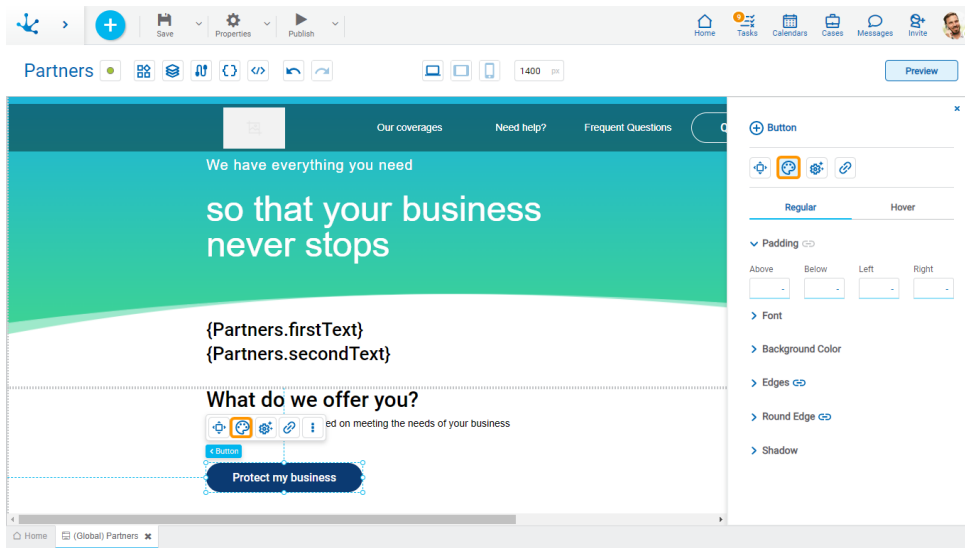 Save
Properties
Publish
Home
9
Tasks
Calendars
Cases
Messages
Invite
Partners
1400 px
Preview
Our coverages
Need help?
Frequent Questions
We have everything you need
so that your business
never stops
{Partners.firstText}
{Partners.secondText}
What do we offer you?
ed on meeting the needs of your business
Button
Protect my business
Button
Regular
Hover
Padding
Above
Below
Left
Right
-
-
-
-
Font
Background Color
Edges
Round Edge
Shadow
Home
(Global) Partners